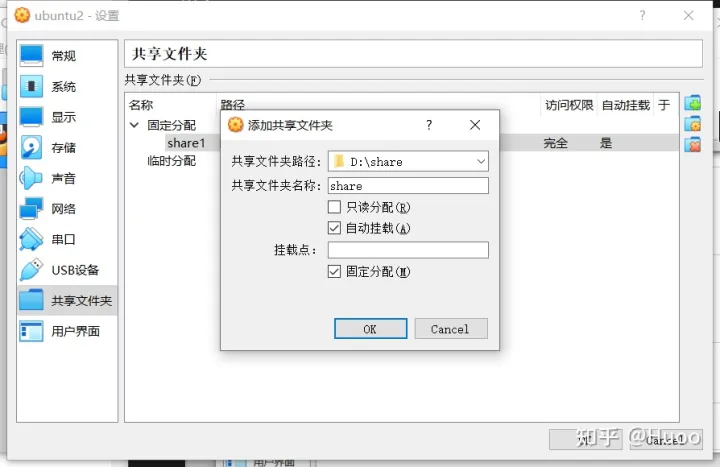 ubuntu2 - 设置
常规
系统
显示
存储
声音
网络
串口
USB设备
共享文件夹
用户界面
共享文件夹
共享文件夹(F)
名称 路径 访问权限 自动挂载 于
固定分配
share1 完全 是
临时分配
添加共享文件夹
共享文件夹路径: D:\share
共享文件夹名称: share
只读分配(R)
自动挂载(A)
挂载点:
固定分配(M)
OK Cancel
Cancel
知乎 @Huoo
用户界面